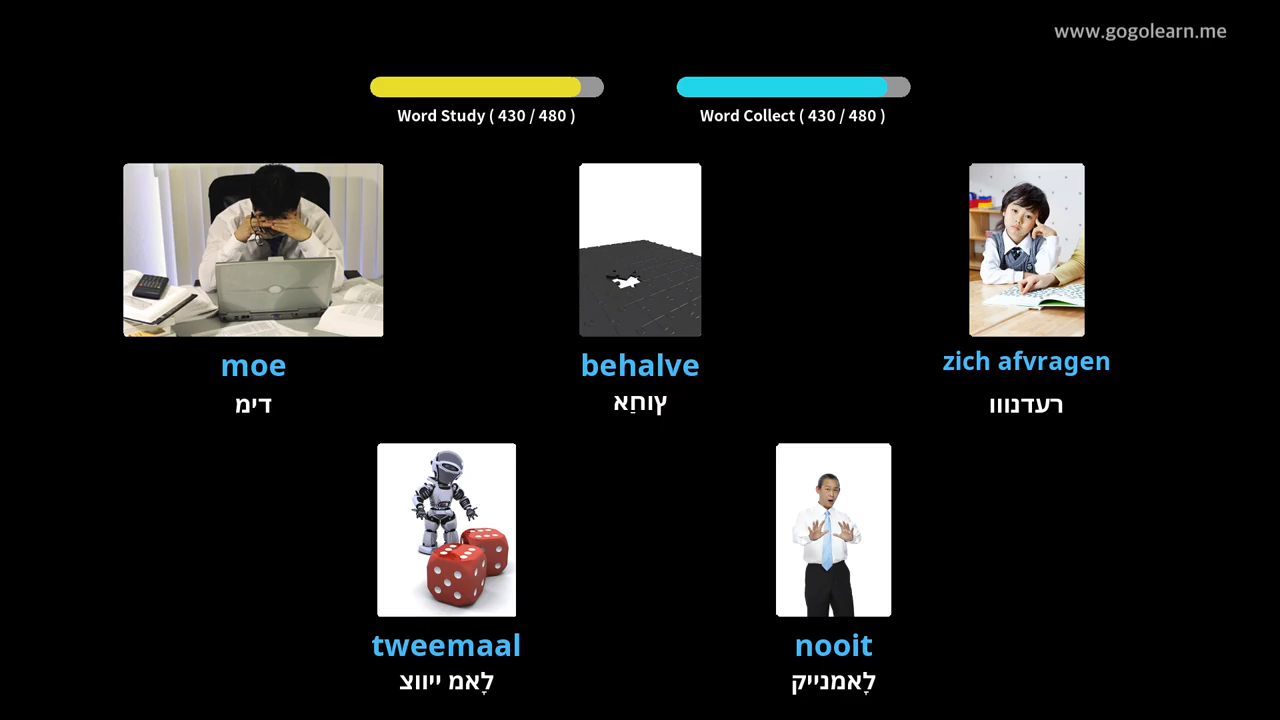 www.gogolearn.me
Word Study ( 430 / 480 )
Word Collect ( 430 / 480 )
moe
דימ
behalve
ץוחַא
zich afvragen
רעדנווו
tweemaal
לָאמ ייווצ
nooit
לָאמנייק